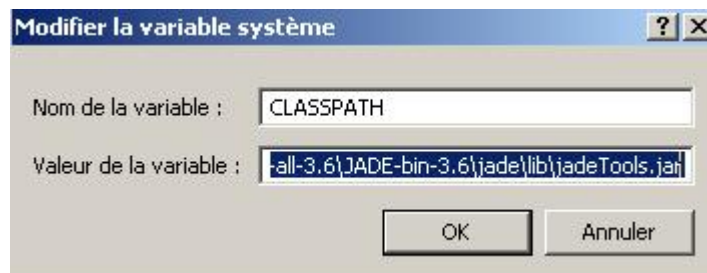 Modifier la variable système
Nom de la variable : CLASSPATH
Valeur de la variable : -all-3.6\JADE-bin-3.6\jade\lib\jadeTools.jar
OK Annuler